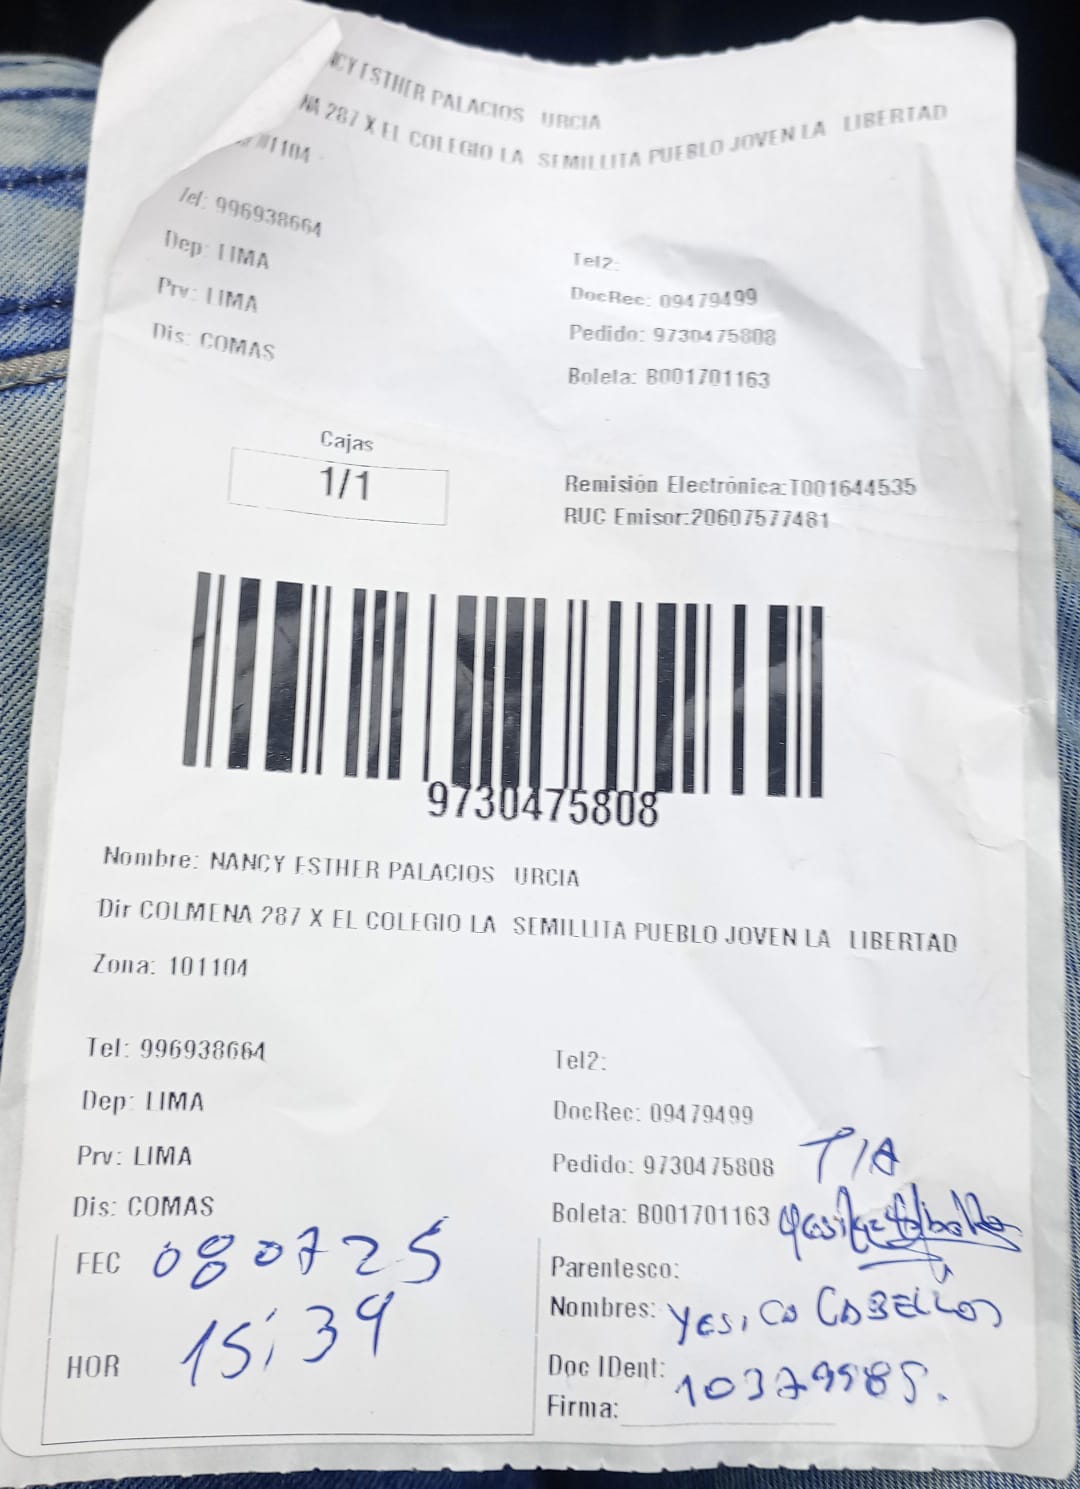 NCY ESTHER PALACIOS URCIA
NA 287 X EL COLEGIO LA SEMILLITA PUEBLO JOVEN LA LIBERTAD
1104
Tel: 996938664
Dep: LIMA
Tel2:
Prv: LIMA
DocRec: 09479499
Dis: COMAS
Pedido: 9730475808
Boleta: B001701163
Cajas
1/1
Remisión Electrónica:T001644535
RUC Emisor:20607577481
9730475808
Nombre: NANCY ESTHER PALACIOS URCIA
Dir COLMENA 287 X EL COLEGIO LA SEMILLITA PUEBLO JOVEN LA LIBERTAD
Zona: 101104
Tel: 996938664
Tel2:
Dep: LIMA
DocRec: 09479499
Prv: LIMA
Pedido: 9730475808 TIA
Dis: COMAS
Boleta: B001701163
FEC 080725
Parentesco:
Nombres: YESICA CABELLOS
HOR 15:39
Doc IDent:
Firma: